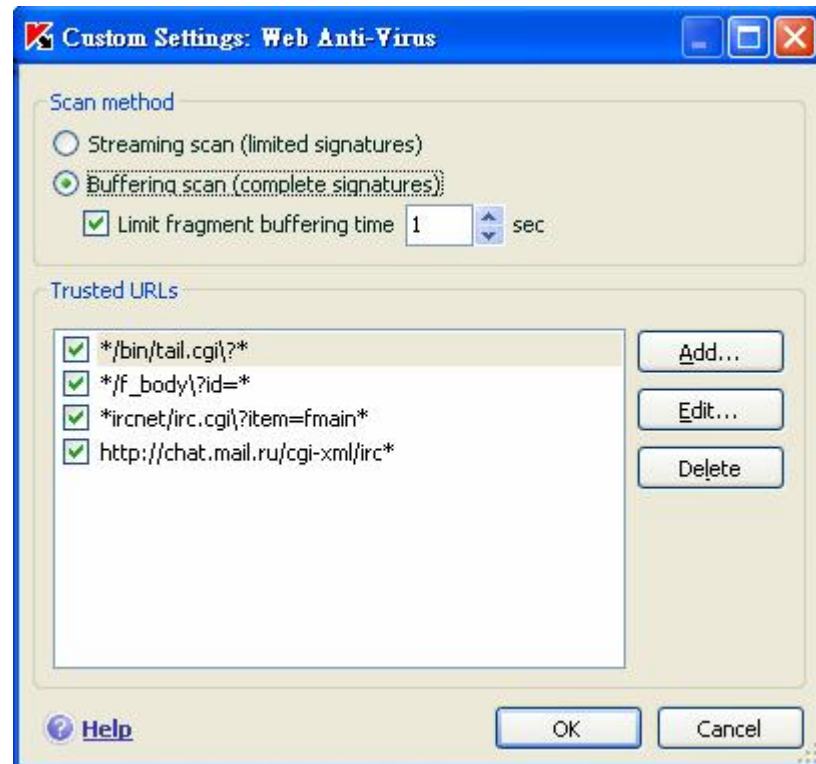 Custom Settings: Web Anti-Virus
Scan method
Streaming scan (limited signatures)
Buffering scan (complete signatures)
Limit fragment buffering time 1 sec
Trusted URLs
*/bin/tail.cgi\?*
*/f_body\?id=*
*ircnet/irc.cgi\?item=fmain*
http://chat.mail.ru/cgi-xml/irc*
Add...
Edit...
Delete
Help
OK
Cancel